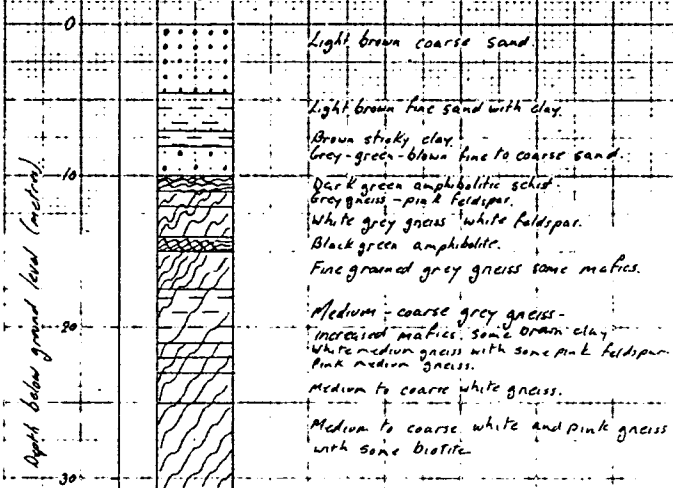 0
Light brown coarse sand.
Light brown fine sand with clay.
Brown sticky clay.
Grey-green-blown fine to coarse sand.
10
Dark green amphibolitic schist
Grey gneiss - pink feldspar.
White grey gneiss white feldspar.
Black green amphibolite.
Fine grained grey gneiss some mafics.
Medium - coarse grey gneiss -
increased mafics. some brown clay
20
White medium gneiss with some pink feldspar.
Pink medium gneiss.
Medium to coarse white gneiss.
Medium to coarse white and pink gneiss
with some biotite
30
Depth below ground level (metres)